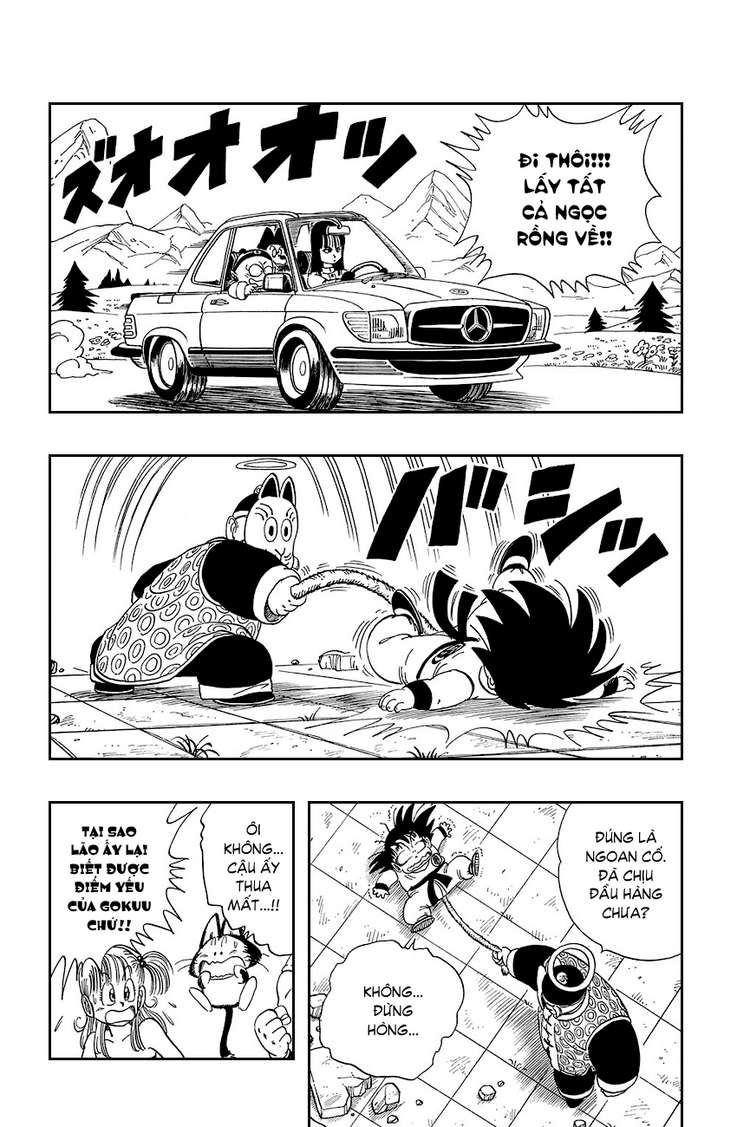 ズオオオッ
ĐI THÔI!!!
LẤY TẤT
CẢ NGỌC
RỒNG VỀ!!
バシッ
TẠI SAO
LÃO ẤY LẠI
BIẾT ĐƯỢC
ĐIỂM YẾU
CỦA GOKUU
CHỨ!!
ÔI
KHÔNG...
CẬU ẤY
THUA
MẤT...!!
ĐÚNG LÀ
NGOAN CỐ.
ĐÃ CHỊU
ĐẦU HÀNG
CHƯA?
KHÔNG...
ĐỪNG
HÒNG...